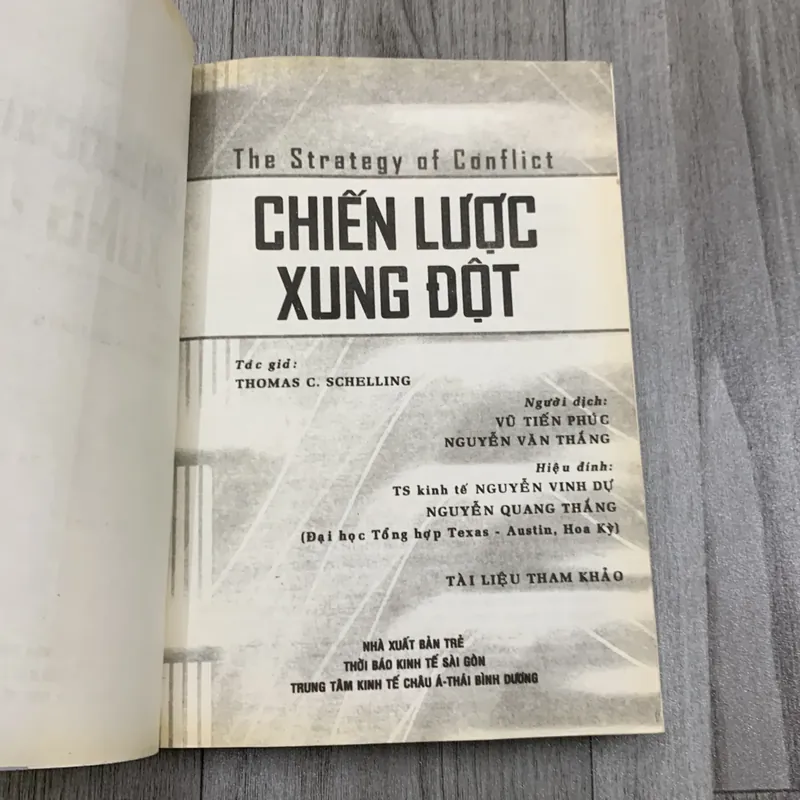 The Strategy of Conflict
CHIẾN LƯỢC
XUNG ĐỘT
Tác giả:
THOMAS C. SCHELLING
Người dịch:
VŨ TIẾN PHÚC
NGUYỄN VĂN THẮNG
Hiệu đính:
TS kinh tế NGUYỄN VINH DỰ
NGUYỄN QUANG THẮNG
(Đại học Tổng hợp Texas - Austin, Hoa Kỳ)
TÀI LIỆU THAM KHẢO
NHÀ XUẤT BẢN TRẺ
THỜI BÁO KINH TẾ SÀI GÒN
TRUNG TÂM KINH TẾ CHÂU Á-THÁI BÌNH DƯƠNG